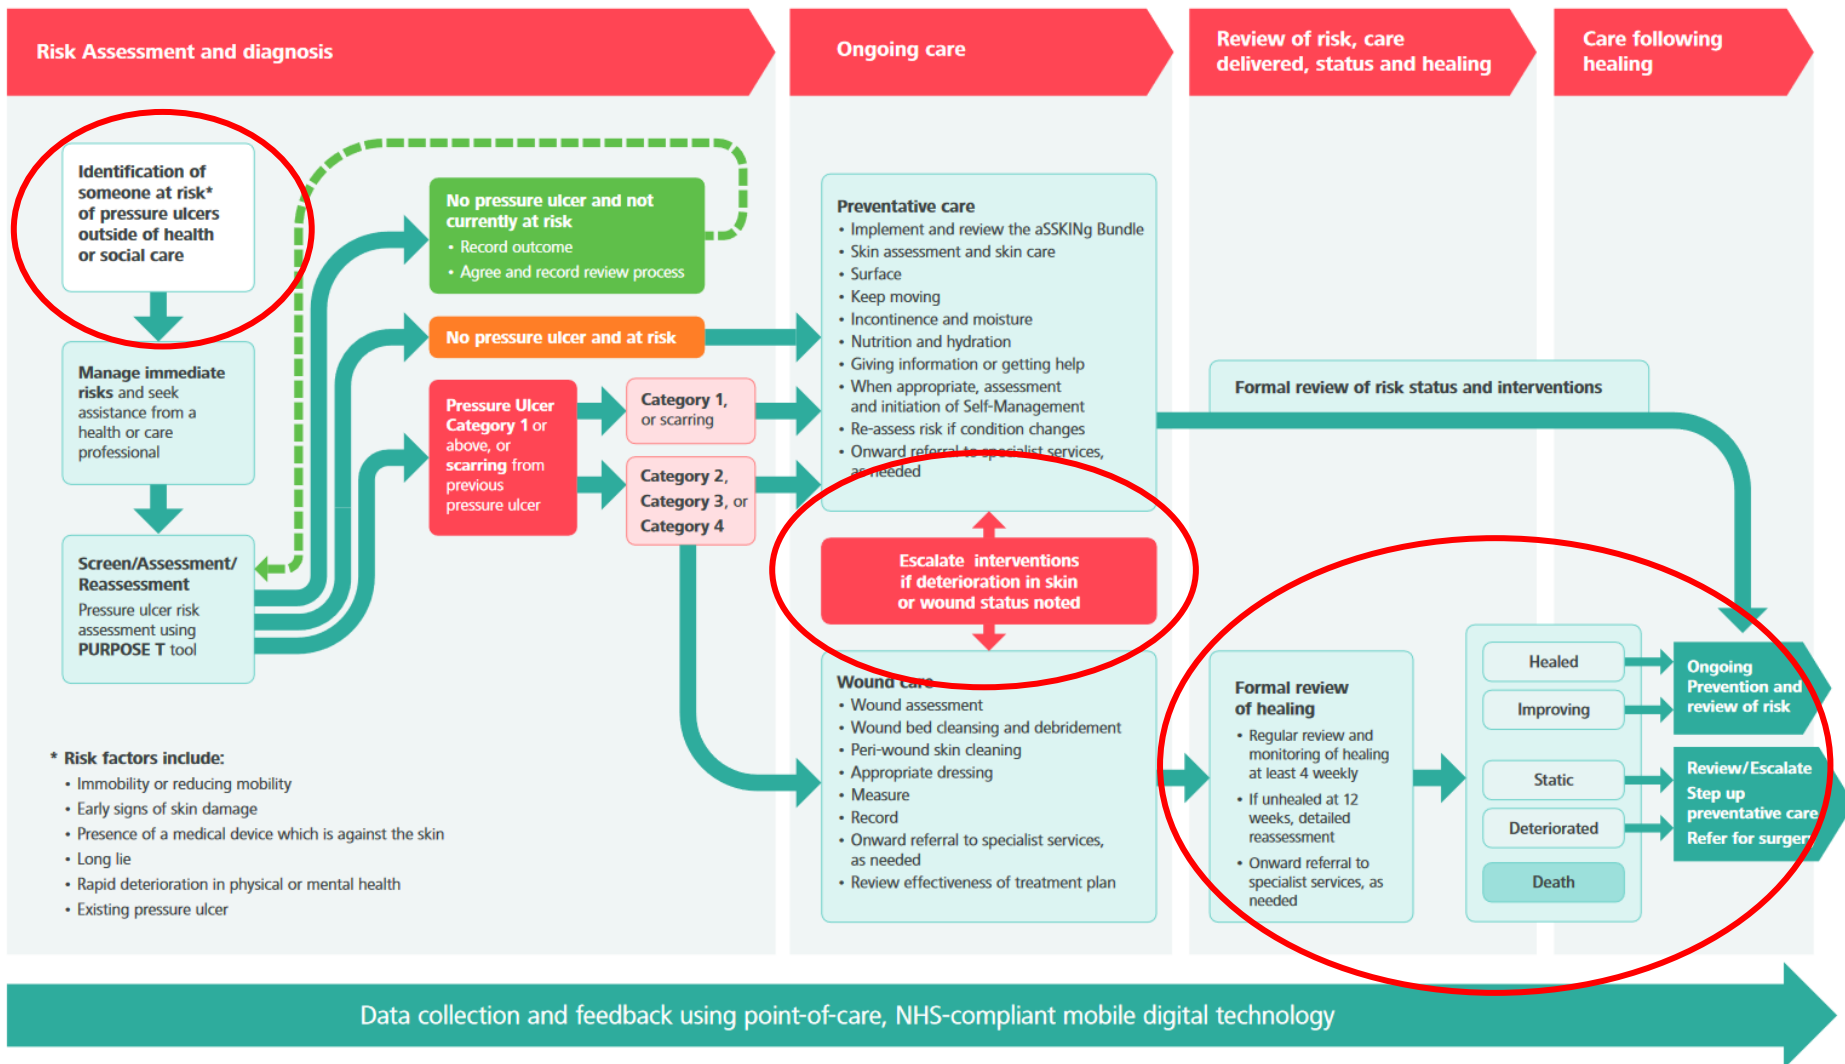 Risk Assessment and diagnosis
Ongoing care
Review of risk, care
delivered, status and healing
Care following
healing
Identification of
someone at risk*
of pressure ulcers
outside of health
or social care
Manage immediate
risks and seek
assistance from a
health or care
professional
Screen/Assessment/
Reassessment
Pressure ulcer risk
assessment using
PURPOSE T tool
* Risk factors include:
• Immobility or reducing mobility
• Early signs of skin damage
• Presence of a medical device which is against the skin
• Long lie
• Rapid deterioration in physical or mental health
• Existing pressure ulcer
No pressure ulcer and not
currently at risk
• Record outcome
• Agree and record review process
No pressure ulcer and at risk
Pressure Ulcer
Category 1 or
above, or
scarring from
previous
pressure ulcer
Category 1,
or scarring
Category 2,
Category 3, or
Category 4
Preventative care
• Implement and review the aSSKINg Bundle
• Skin assessment and skin care
• Surface
• Keep moving
• Incontinence and moisture
• Nutrition and hydration
• Giving information or getting help
• When appropriate, assessment
and initiation of Self-Management
• Re-assess risk if condition changes
• Onward referral to specialist services,
as needed
Escalate interventions
if deterioration in skin
or wound status noted
Wound care
• Wound assessment
• Wound bed cleansing and debridement
• Peri-wound skin cleaning
• Appropriate dressing
• Measure
• Record
• Onward referral to specialist services,
as needed
• Review effectiveness of treatment plan
Formal review of risk status and interventions
Formal review
of healing
• Regular review and
monitoring of healing
at least 4 weekly
• If unhealed at 12
weeks, detailed
reassessment
• Onward referral to
specialist services, as
needed
Healed
Improving
Static
Deteriorated
Death
Ongoing
Prevention and
review of risk
Review/Escalate
Step up
preventative care
Refer for surger
Data collection and feedback using point-of-care, NHS-compliant mobile digital technology